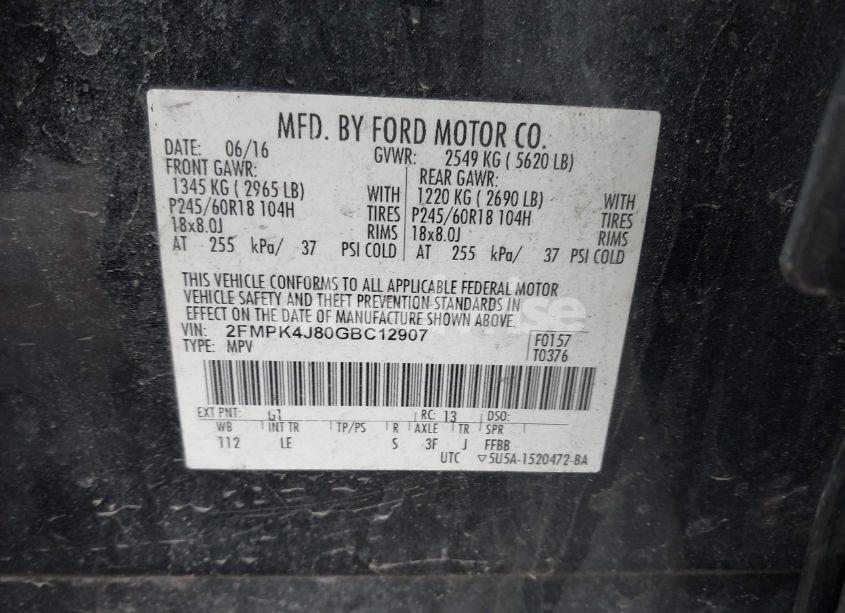 MFD. BY FORD MOTOR CO.
DATE: 06/16 GVWR: 2549 KG ( 5620 LB)
FRONT GAWR: REAR GAWR:
1345 KG ( 2965 LB) WITH 1220 KG ( 2690 LB) WITH
P245/60R18 104H TIRES P245/60R18 104H TIRES
18x8.0J RIMS 18x8.0J RIMS
AT 255 kPa/ 37 PSI COLD AT 255 kPa/ 37 PSI COLD
THIS VEHICLE CONFORMS TO ALL APPLICABLE FEDERAL MOTOR
VEHICLE SAFETY AND THEFT PREVENTION STANDARDS IN
EFFECT ON THE DATE OF MANUFACTURE SHOWN ABOVE.
VIN: 2FMPK4J80GBC12907 F0157
TYPE: MPV T0376
EXT PNT: G1 RC: 13 DSO:
WB INT TR TP/PS R AXLE TR SPR
112 LE S 3F J FFBB
UTC ▽5U5A-1520472-BA